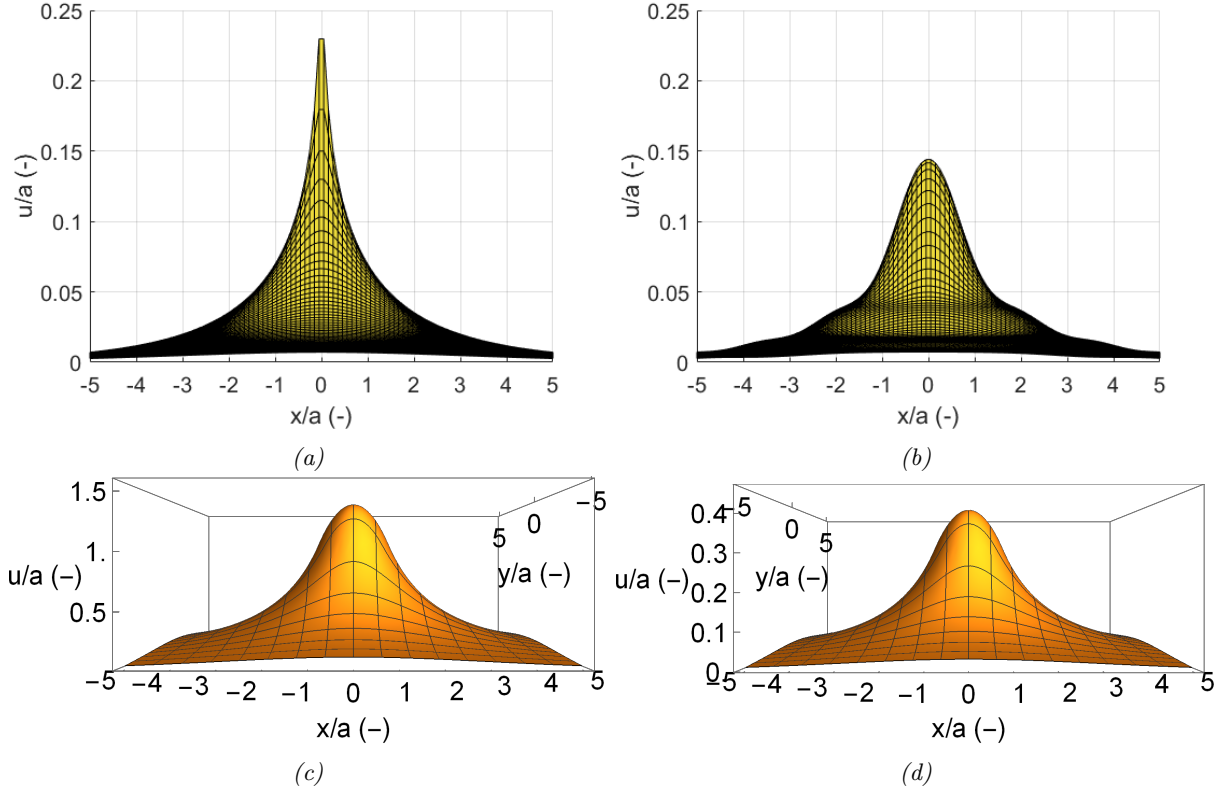 0.25
0.2
0.15
0.1
0.05
0
u/a (-)
-5 -4 -3 -2 -1 0 1 2 3 4 5
x/a (-)
(a)
0.25
0.2
0.15
0.1
0.05
0
u/a (-)
-5 -4 -3 -2 -1 0 1 2 3 4 5
x/a (-)
(b)
1.5
1.
0.5
u/a (−)
−5
0
5
y/a (−)
−5 −4 −3 −2 −1 0 1 2 3 4 5
x/a (−)
(c)
0.4
0.3
0.2
0.1
0
u/a (−)
−5
0
5
y/a (−)
−5 −4 −3 −2 −1 0 1 2 3 4 5
x/a (−)
(d)